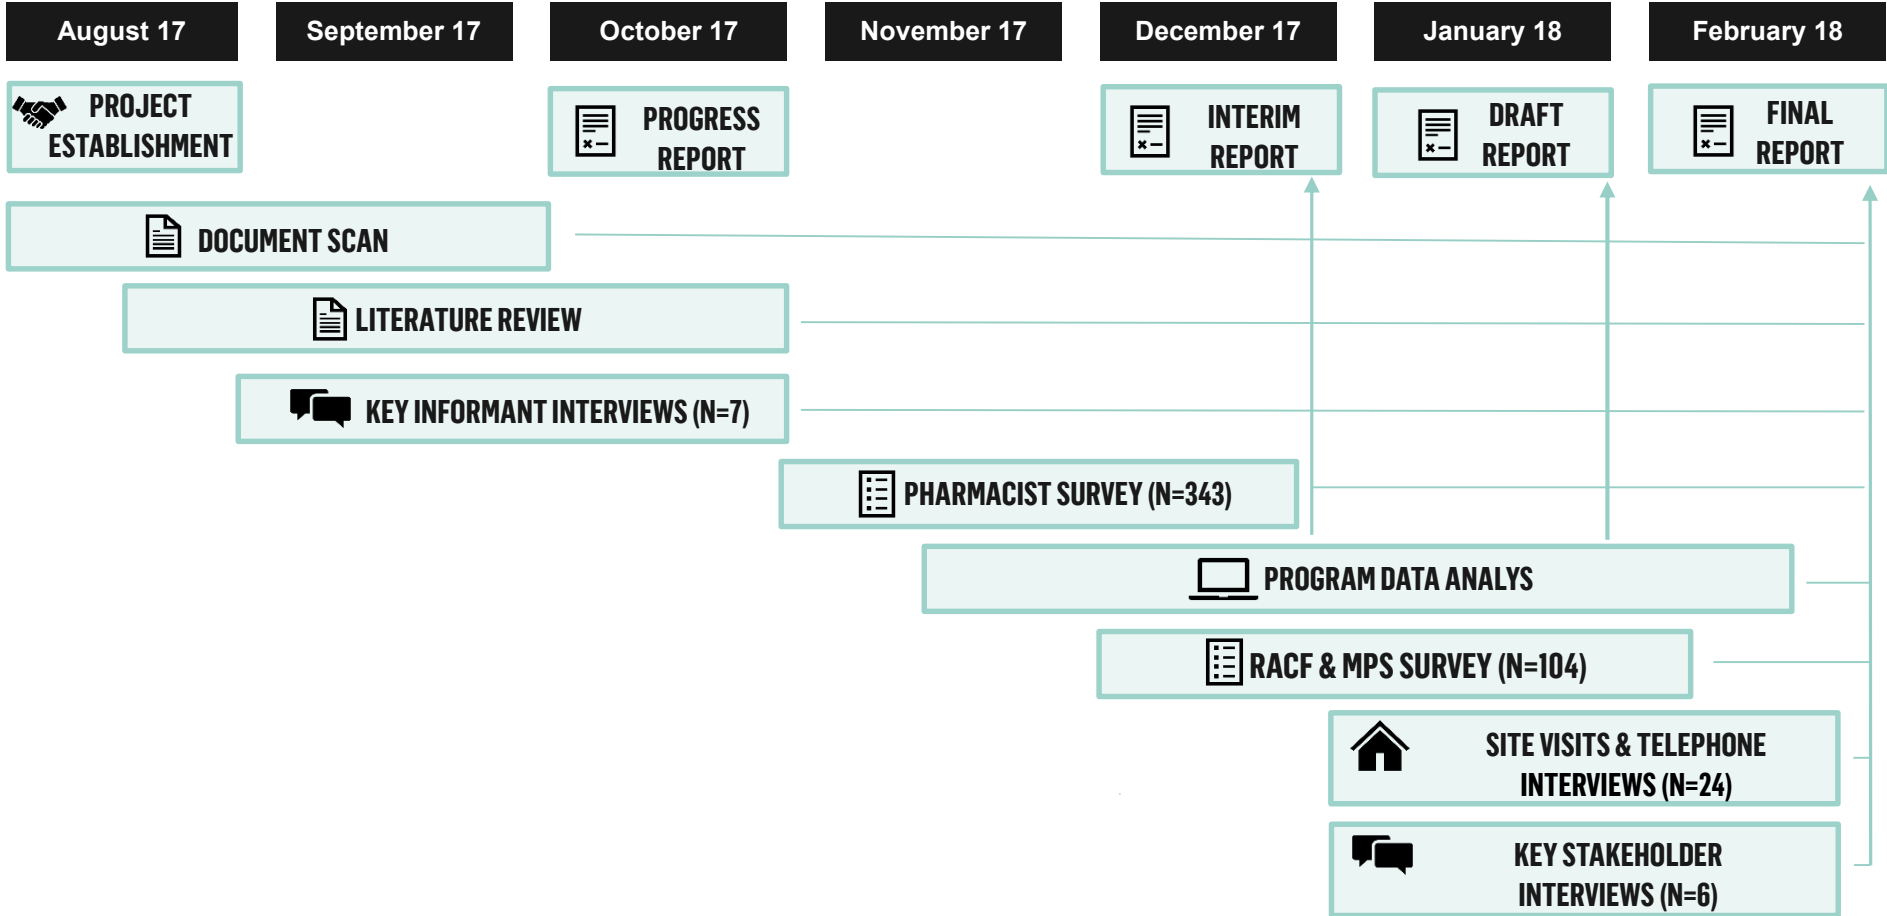 August 17
September 17
October 17
November 17
December 17
January 18
February 18
PROJECT
ESTABLISHMENT
PROGRESS
REPORT
INTERIM
REPORT
DRAFT
REPORT
FINAL
REPORT
DOCUMENT SCAN
LITERATURE REVIEW
KEY INFORMANT INTERVIEWS (N=7)
PHARMACIST SURVEY (N=343)
PROGRAM DATA ANALYS
RACF & MPS SURVEY (N=104)
SITE VISITS & TELEPHONE
INTERVIEWS (N=24)
KEY STAKEHOLDER
INTERVIEWS (N=6)